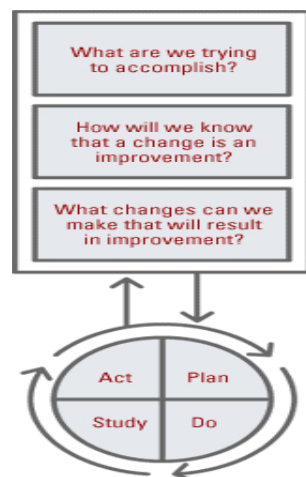 What are we trying
to accomplish?
How will we know
that a change is an
improvement?
What changes can we
make that will result
in improvement?
Act
Plan
Study
Do